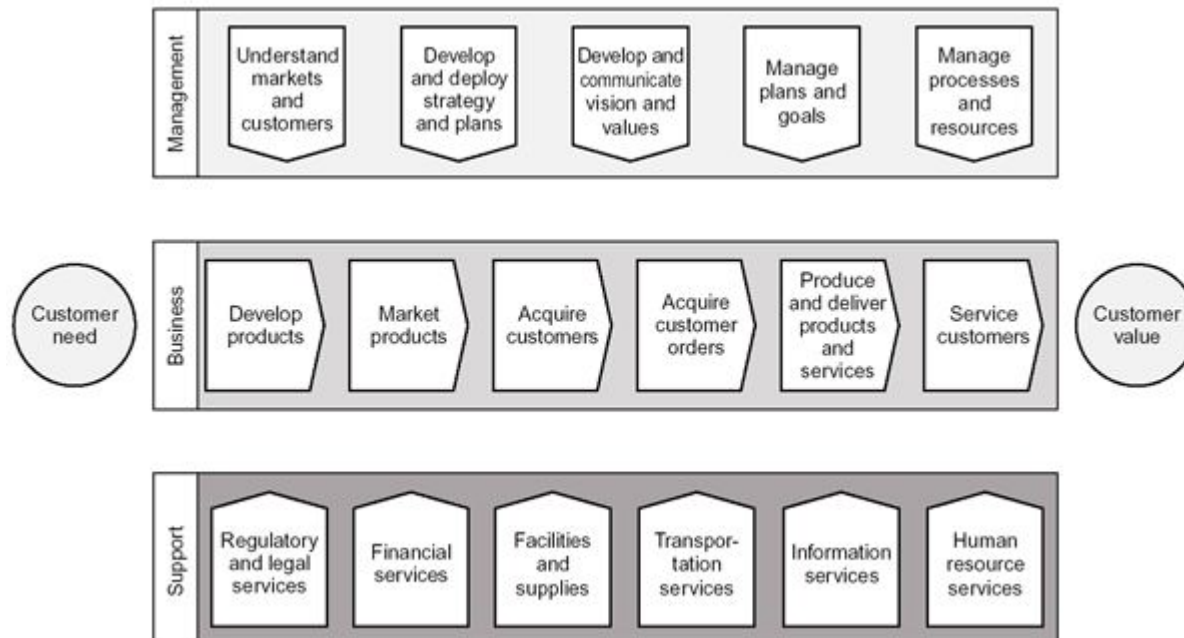 Management
Understand
markets
and
customers
Develop
and deploy
strategy
and plans
Develop and
communicate
vision and
values
Manage
plans and
goals
Manage
processes
and
resources
Customer
need
Business
Develop
products
Market
products
Acquire
customers
Acquire
customer
orders
Produce
and deliver
products
and
services
Service
customers
Customer
value
Support
Regulatory
and legal
services
Financial
services
Facilities
and
supplies
Transpor-
tation
services
Information
services
Human
resource
services